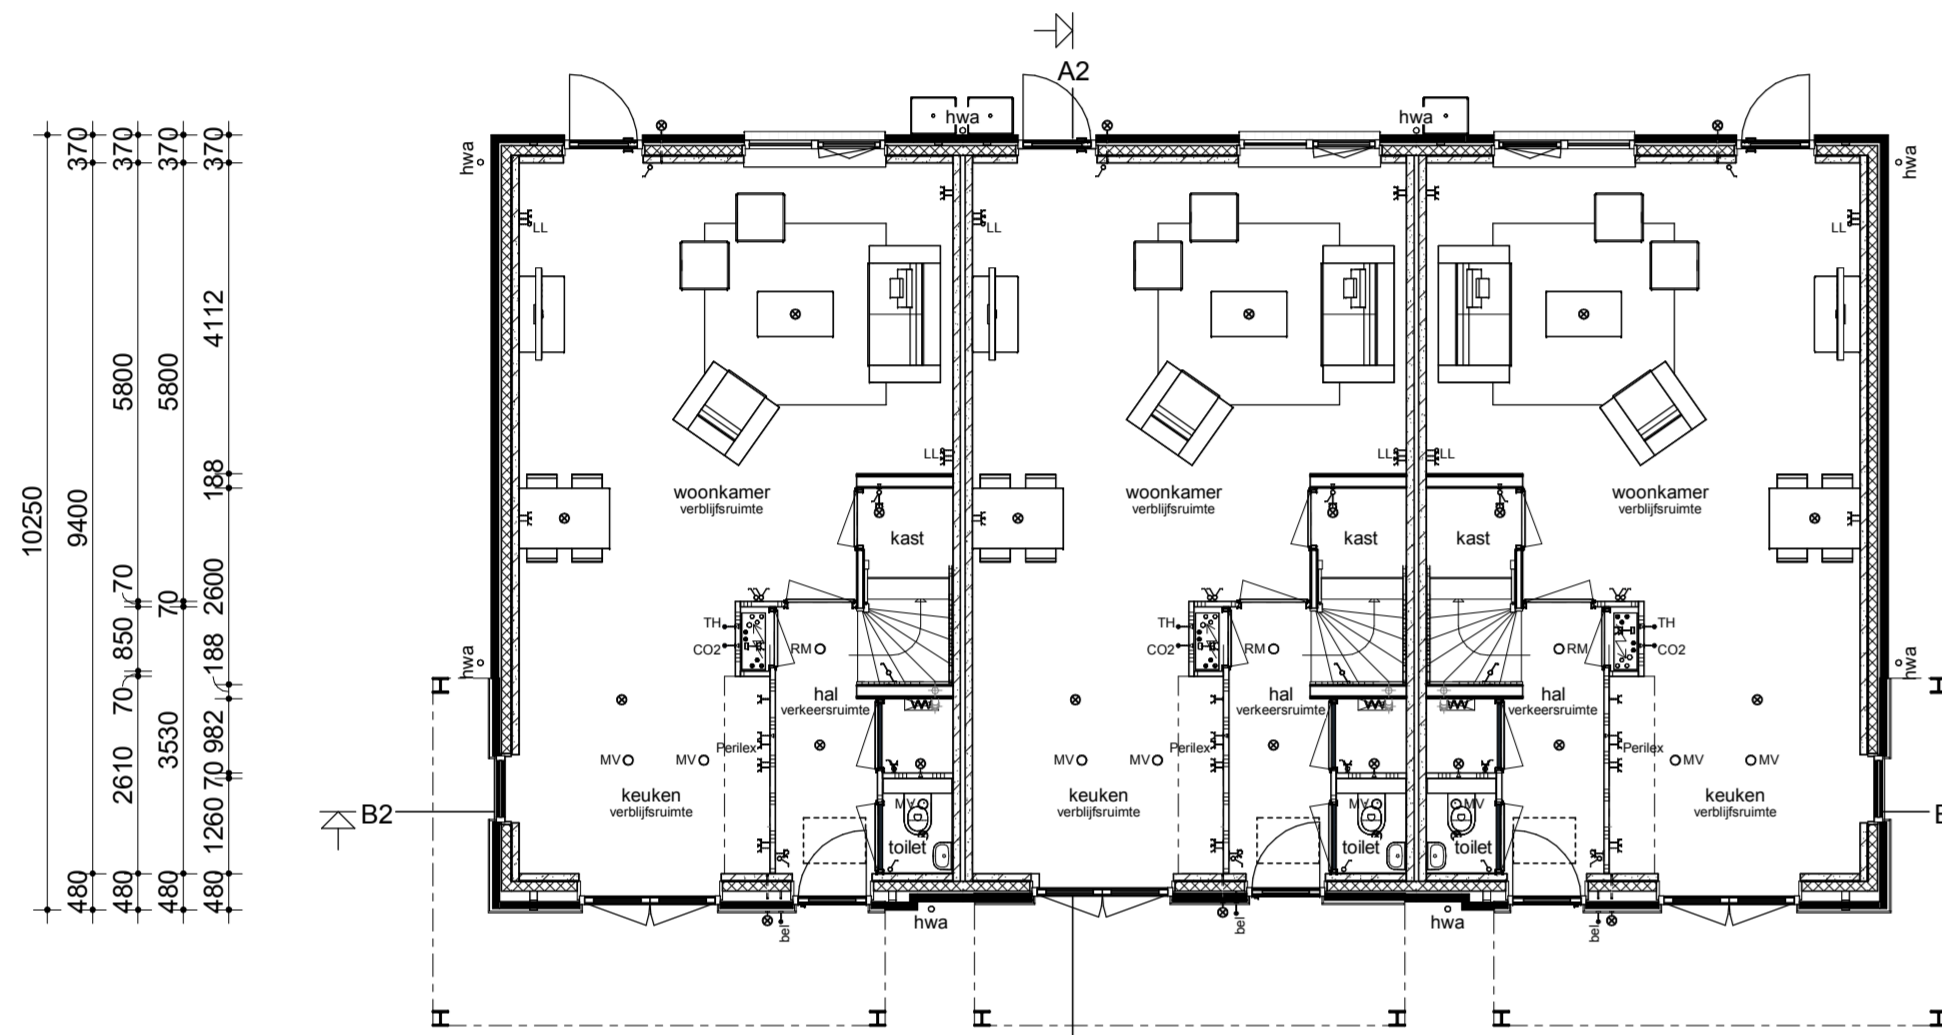 A2
hwa
hwa
hwa
hwa
370
370
370
370
LL
LL
LL
4112
5800
5800
LL
LL
LL
188
10250
9400
woonkamer
verblijfsruimte
woonkamer
verblijfsruimte
woonkamer
verblijfsruimte
kast
kast
kast
70
70
2600
850
188
TH
CO2
RM
TH
CO2
RM
RM
TH
CO2
hwa
hwa
hal
verkeersruimte
hal
verkeersruimte
hal
verkeersruimte
70
3530
982
Perilex
Perilex
Perilex
MV
MV
MV
MV
MV
MV
2610
70
1260
keuken
verblijfsruimte
keuken
verblijfsruimte
keuken
verblijfsruimte
MV
MV
MV
B2
toilet
toilet
toilet
480
480
480
480
hwa
hwa
bel
bel
bel